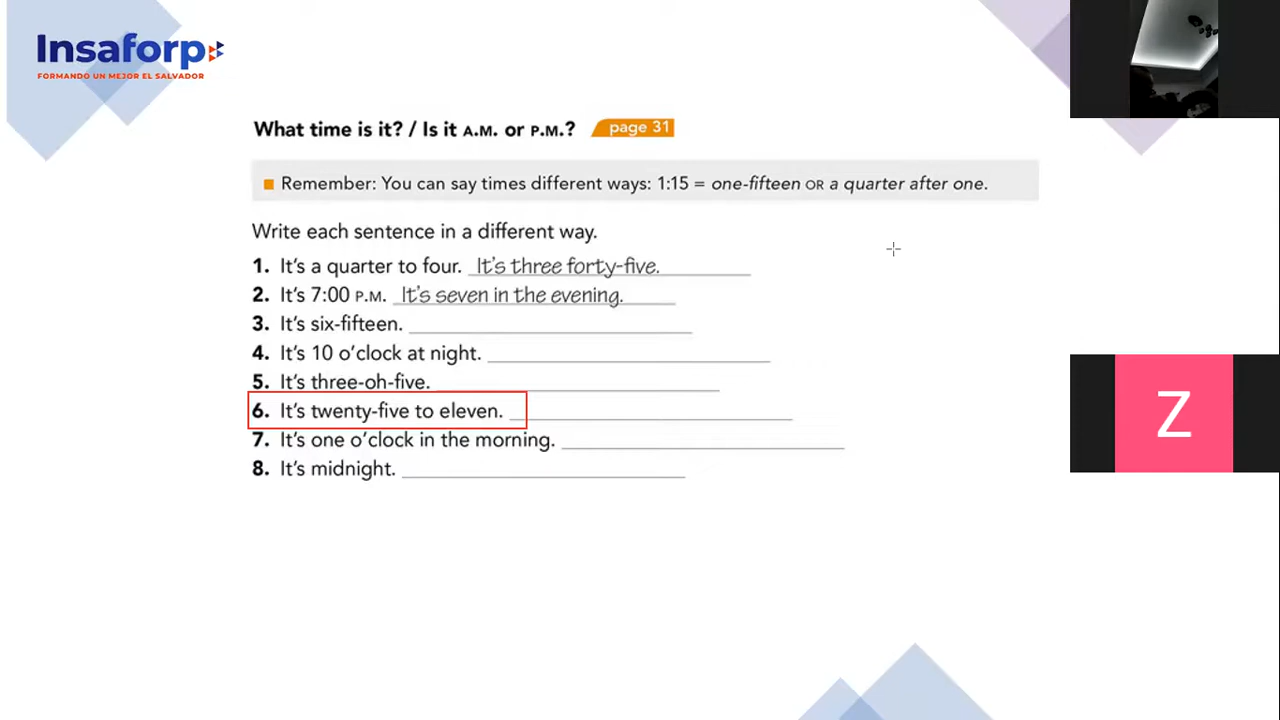 Insaforp
FORMANDO UN MEJOR EL SALVADOR
What time is it? / Is it A.M. or P.M.? page 31
Remember: You can say times different ways: 1:15 = one-fifteen OR a quarter after one.
Write each sentence in a different way.
1. It's a quarter to four. It's three forty-five.
2. It's 7:00 P.M. It's seven in the evening.
3. It's six-fifteen.
4. It's 10 o'clock at night.
5. It's three-oh-five.
6. It's twenty-five to eleven.
7. It's one o'clock in the morning.
8. It's midnight.
Z